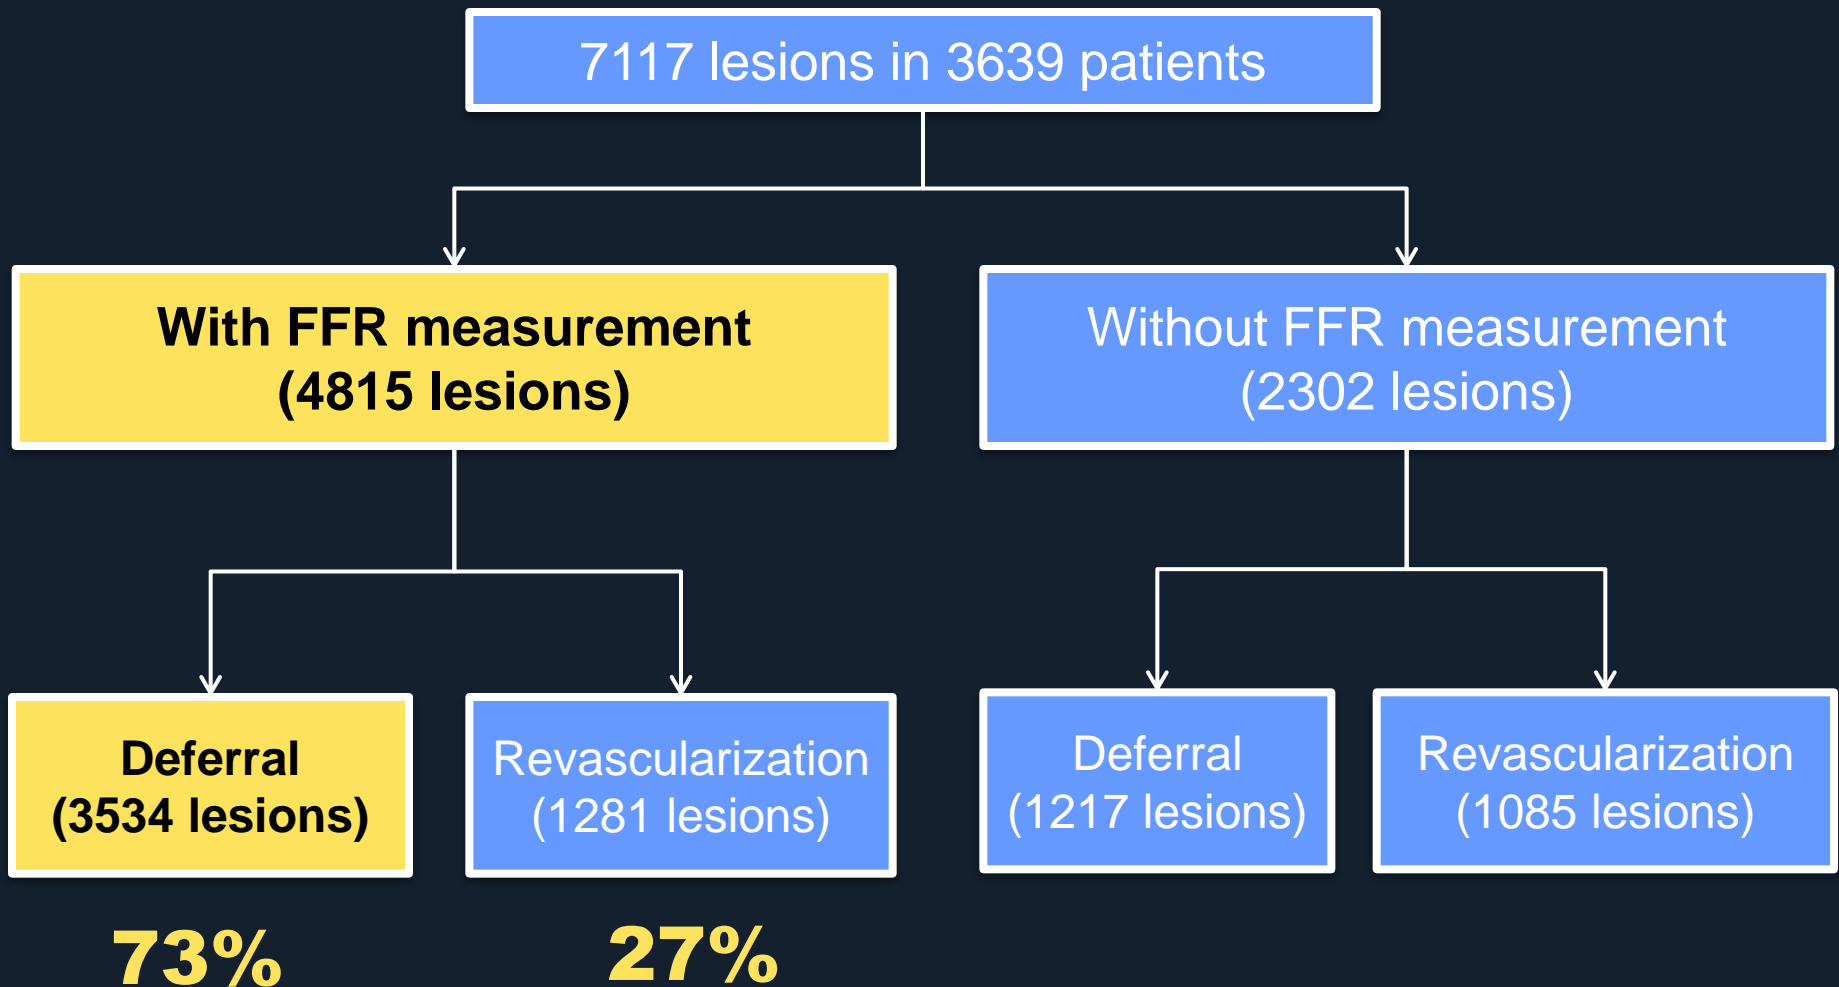 7117 lesions in 3639 patients
With FFR measurement
(4815 lesions)
Without FFR measurement
(2302 lesions)
Deferral
(3534 lesions)
Revascularization
(1281 lesions)
Deferral
(1217 lesions)
Revascularization
(1085 lesions)
73%
27%